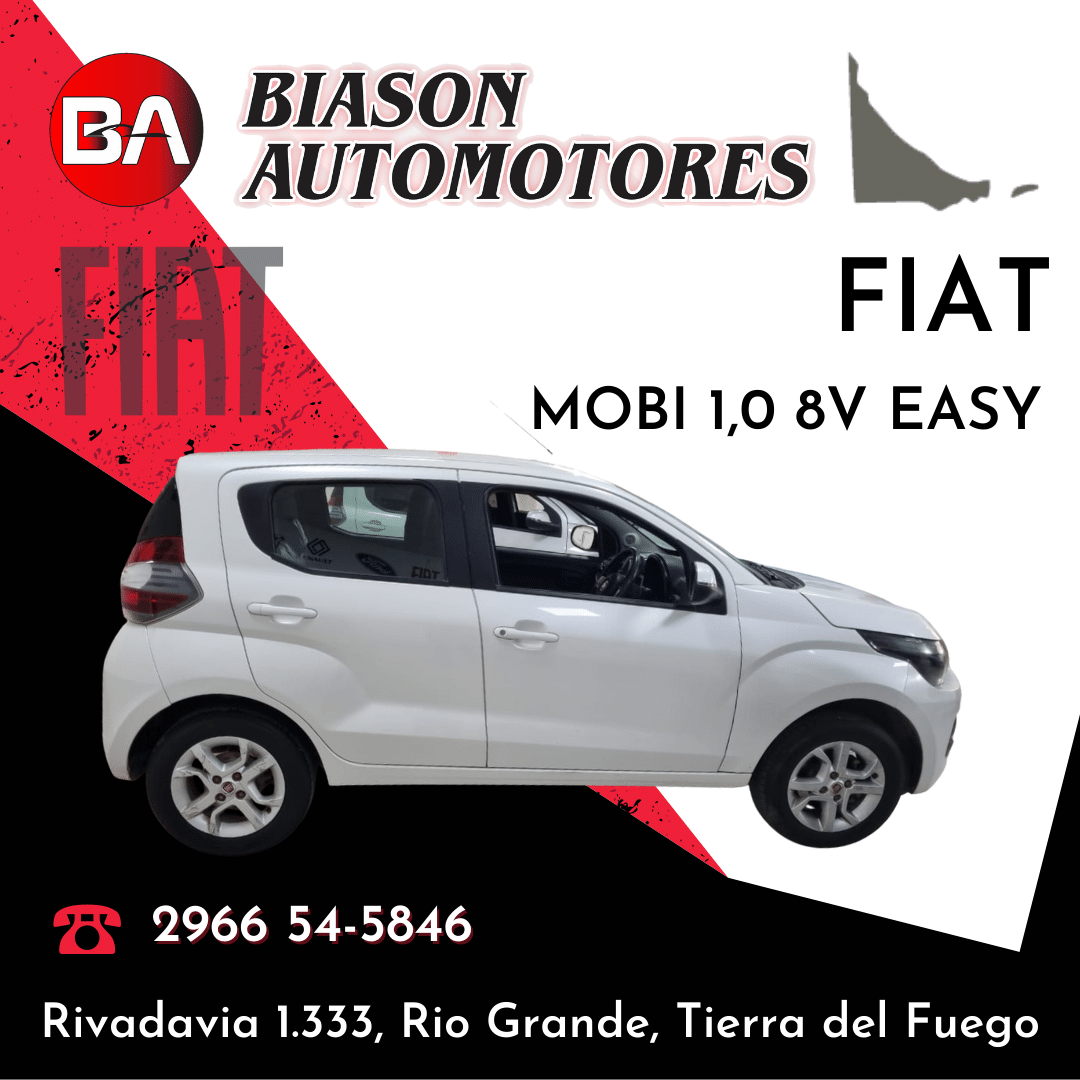 BA
BIASON
AUTOMOTORES
FIAT
FIAT
MOBI 1,0 8V EASY
FIAT
2966 54-5846
Rivadavia 1.333, Rio Grande, Tierra del Fuego